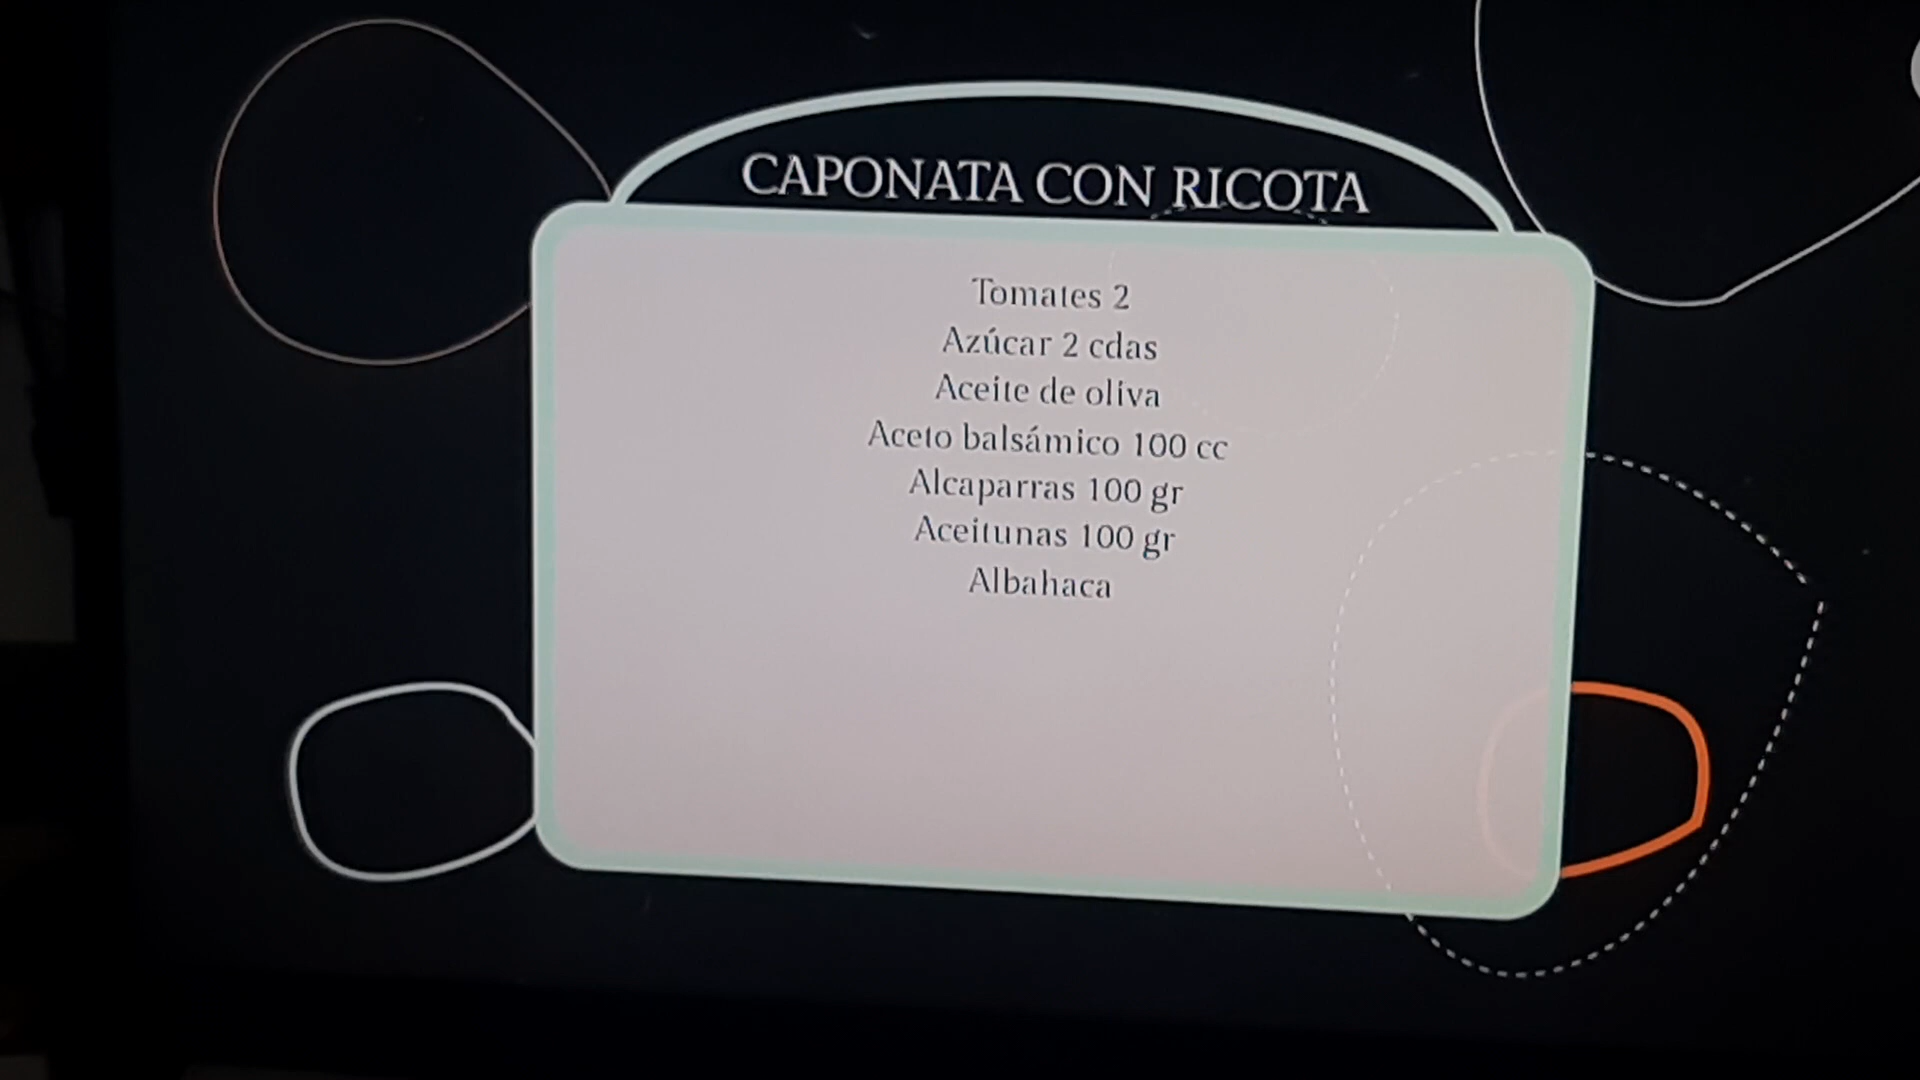 CAPONATA CON RICOTA
Tomates 2
Azúcar 2 cdas
Aceite de oliva
Aceto balsámico 100 cc
Alcaparras 100 gr
Aceitunas 100 gr
Albahaca